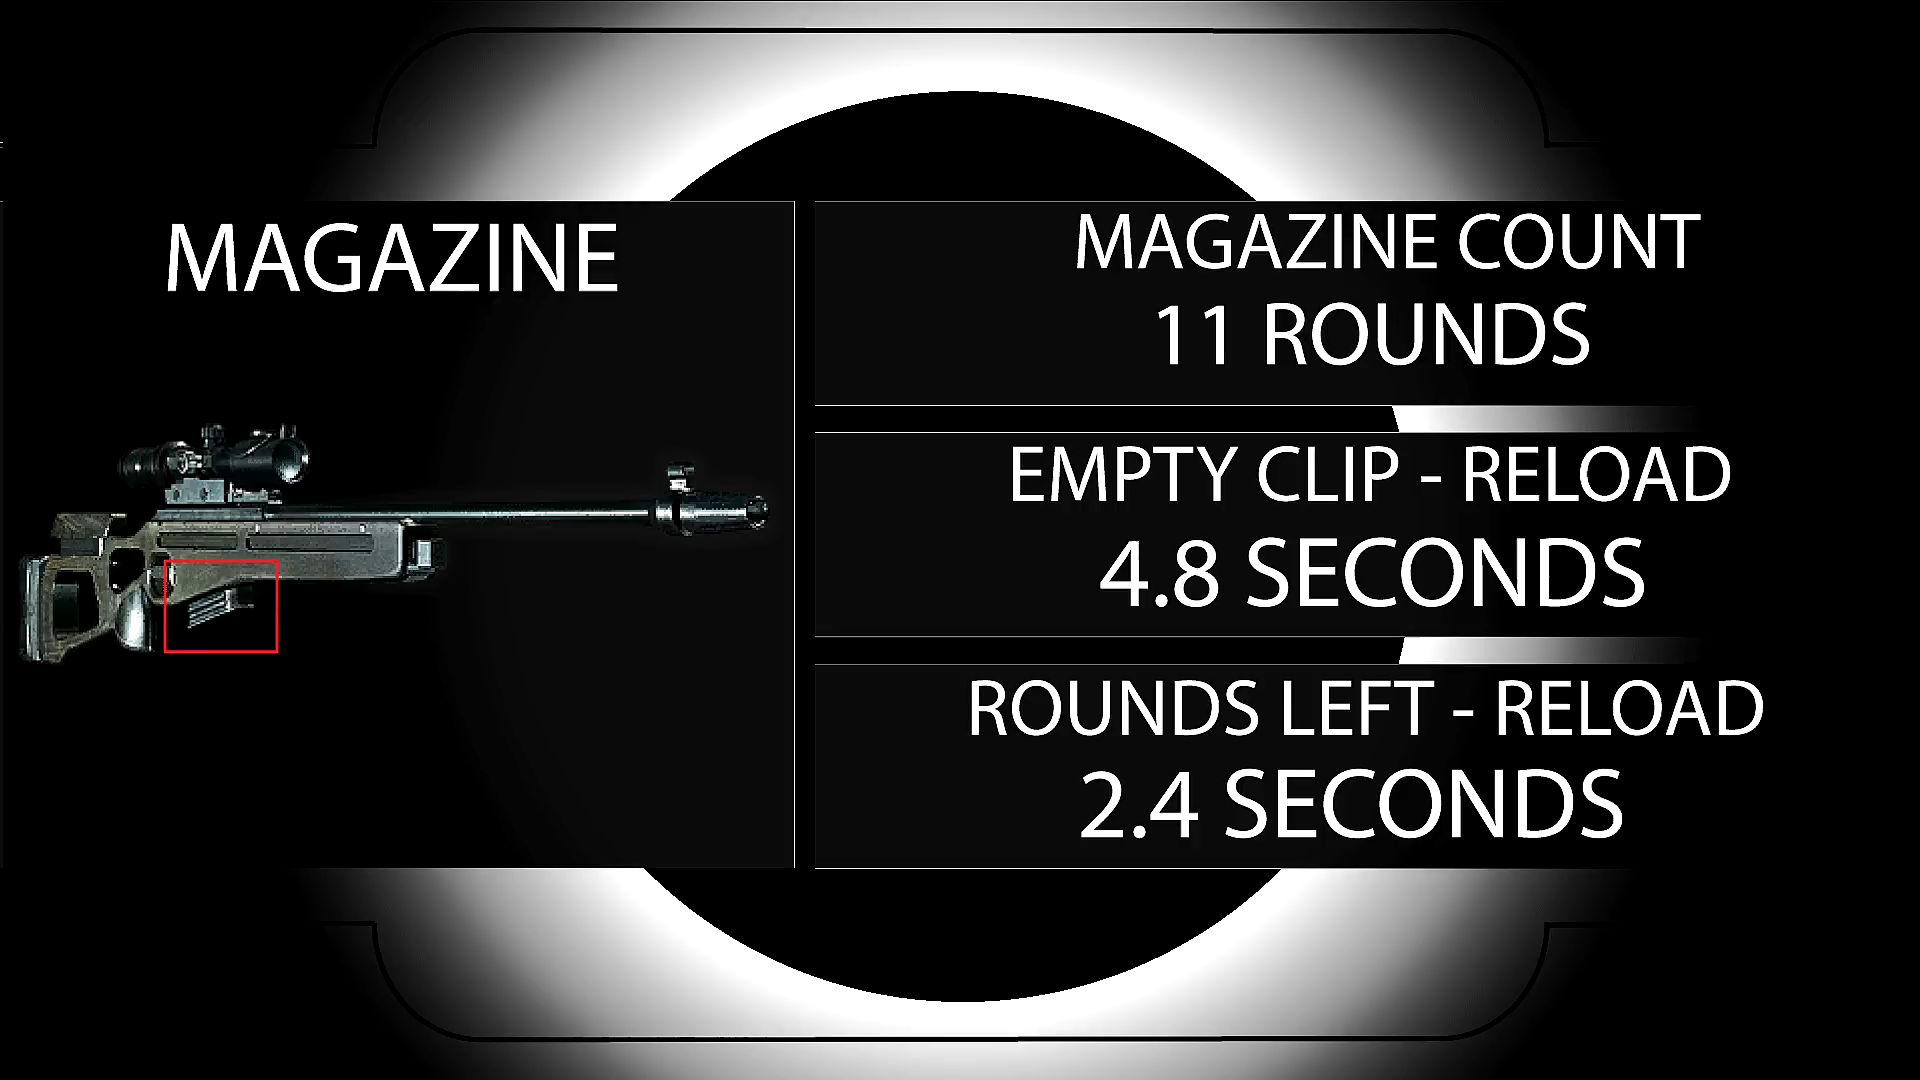 MAGAZINE
MAGAZINE COUNT
11 ROUNDS
EMPTY CLIP - RELOAD
4.8 SECONDS
ROUNDS LEFT - RELOAD
2.4 SECONDS